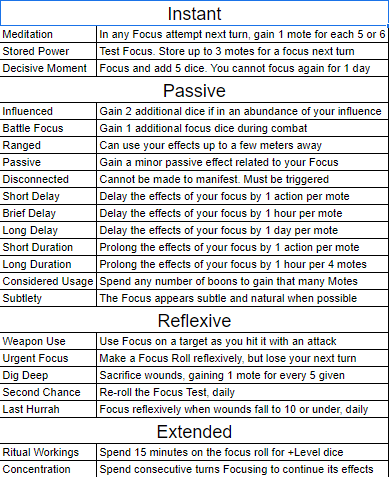 Instant
Meditation In any Focus attempt next turn, gain 1 mote for each 5 or 6
Stored Power Test Focus. Store up to 3 motes for a focus next turn
Decisive Moment Focus and add 5 dice. You cannot focus again for 1 day
Passive
Influenced Gain 2 additional dice if in an abundance of your influence
Battle Focus Gain 1 additional focus dice during combat
Ranged Can use your effects up to a few meters away
Passive Gain a minor passive effect related to your Focus
Disconnected Cannot be made to manifest. Must be triggered
Short Delay Delay the effects of your focus by 1 action per mote
Brief Delay Delay the effects of your focus by 1 hour per mote
Long Delay Delay the effects of your focus by 1 day per mote
Short Duration Prolong the effects of your focus by 1 action per mote
Long Duration Prolong the effects of your focus by 1 hour per 4 motes
Considered Usage Spend any number of boons to gain that many Motes
Subtlety The Focus appears subtle and natural when possible
Reflexive
Weapon Use Use Focus on a target as you hit it with an attack
Urgent Focus Make a Focus Roll reflexively, but lose your next turn
Dig Deep Sacrifice wounds, gaining 1 mote for every 5 given
Second Chance Re-roll the Focus Test, daily
Last Hurrah Focus reflexively when wounds fall to 10 or under, daily
Extended
Ritual Workings Spend 15 minutes on the focus roll for +Level dice
Concentration Spend consecutive turns Focusing to continue its effects